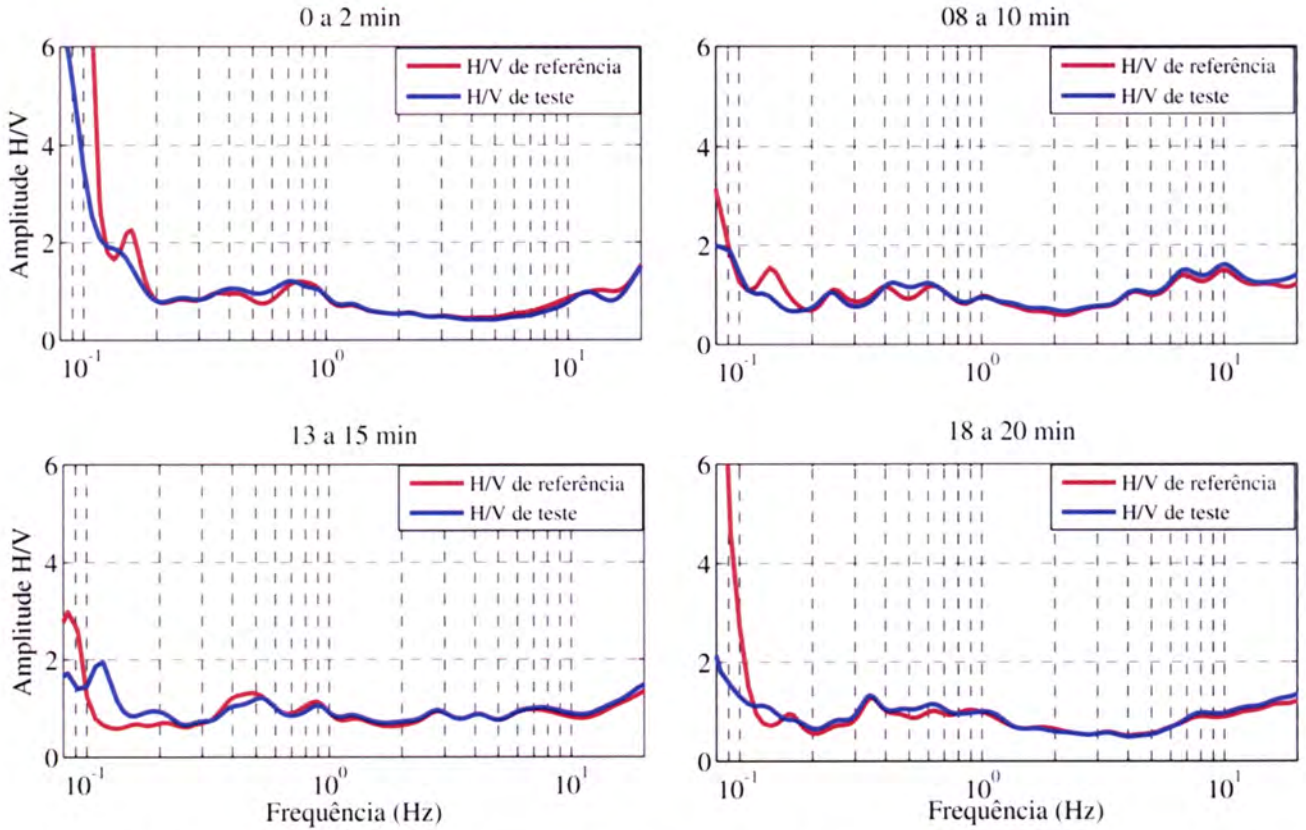 0 a 2 min
6
4
2
0
Amplitude H/V
H/V de referência
H/V de teste
10⁻¹
10⁰
10¹
08 a 10 min
6
4
2
0
H/V de referência
H/V de teste
10⁻¹
10⁰
10¹
13 a 15 min
6
4
2
0
Amplitude H/V
H/V de referência
H/V de teste
10⁻¹
10⁰
10¹
Frequência (Hz)
18 a 20 min
6
4
2
0
H/V de referência
H/V de teste
10⁻¹
10⁰
10¹
Frequência (Hz)